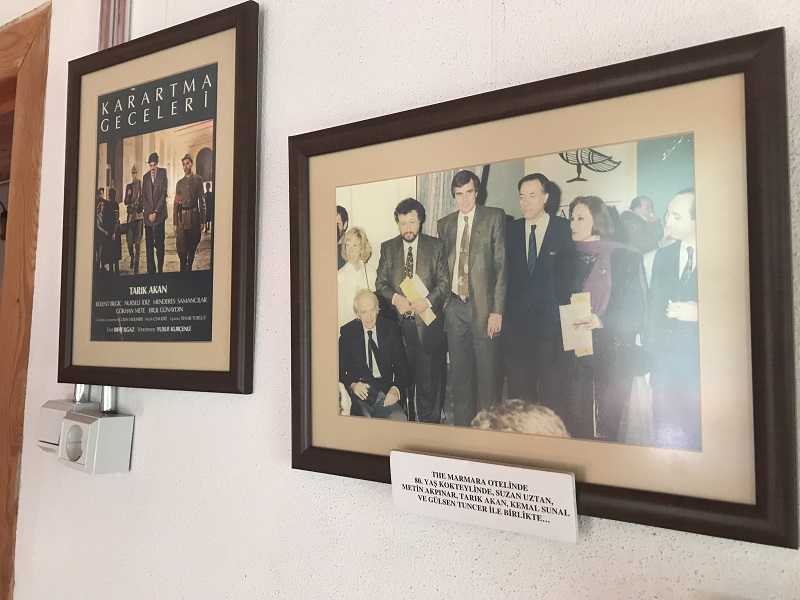 KARARTMA
GECELERİ
TARIK AKAN
BÜLENT BİLGİÇ NURSELİ İDİZ MENDERES SAMANCILAR
GÖKHAN METE EROL GÜNAYDIN
YUSUF KURÇENLİ
THE MARMARA OTELİNDE
80. YAŞ KOKTEYLİNDE, SUZAN UZTAN,
METİN AKPINAR, TARIK AKAN, KEMAL SUNAL
VE GÜLSEN TUNCER İLE BİRLİKTE...